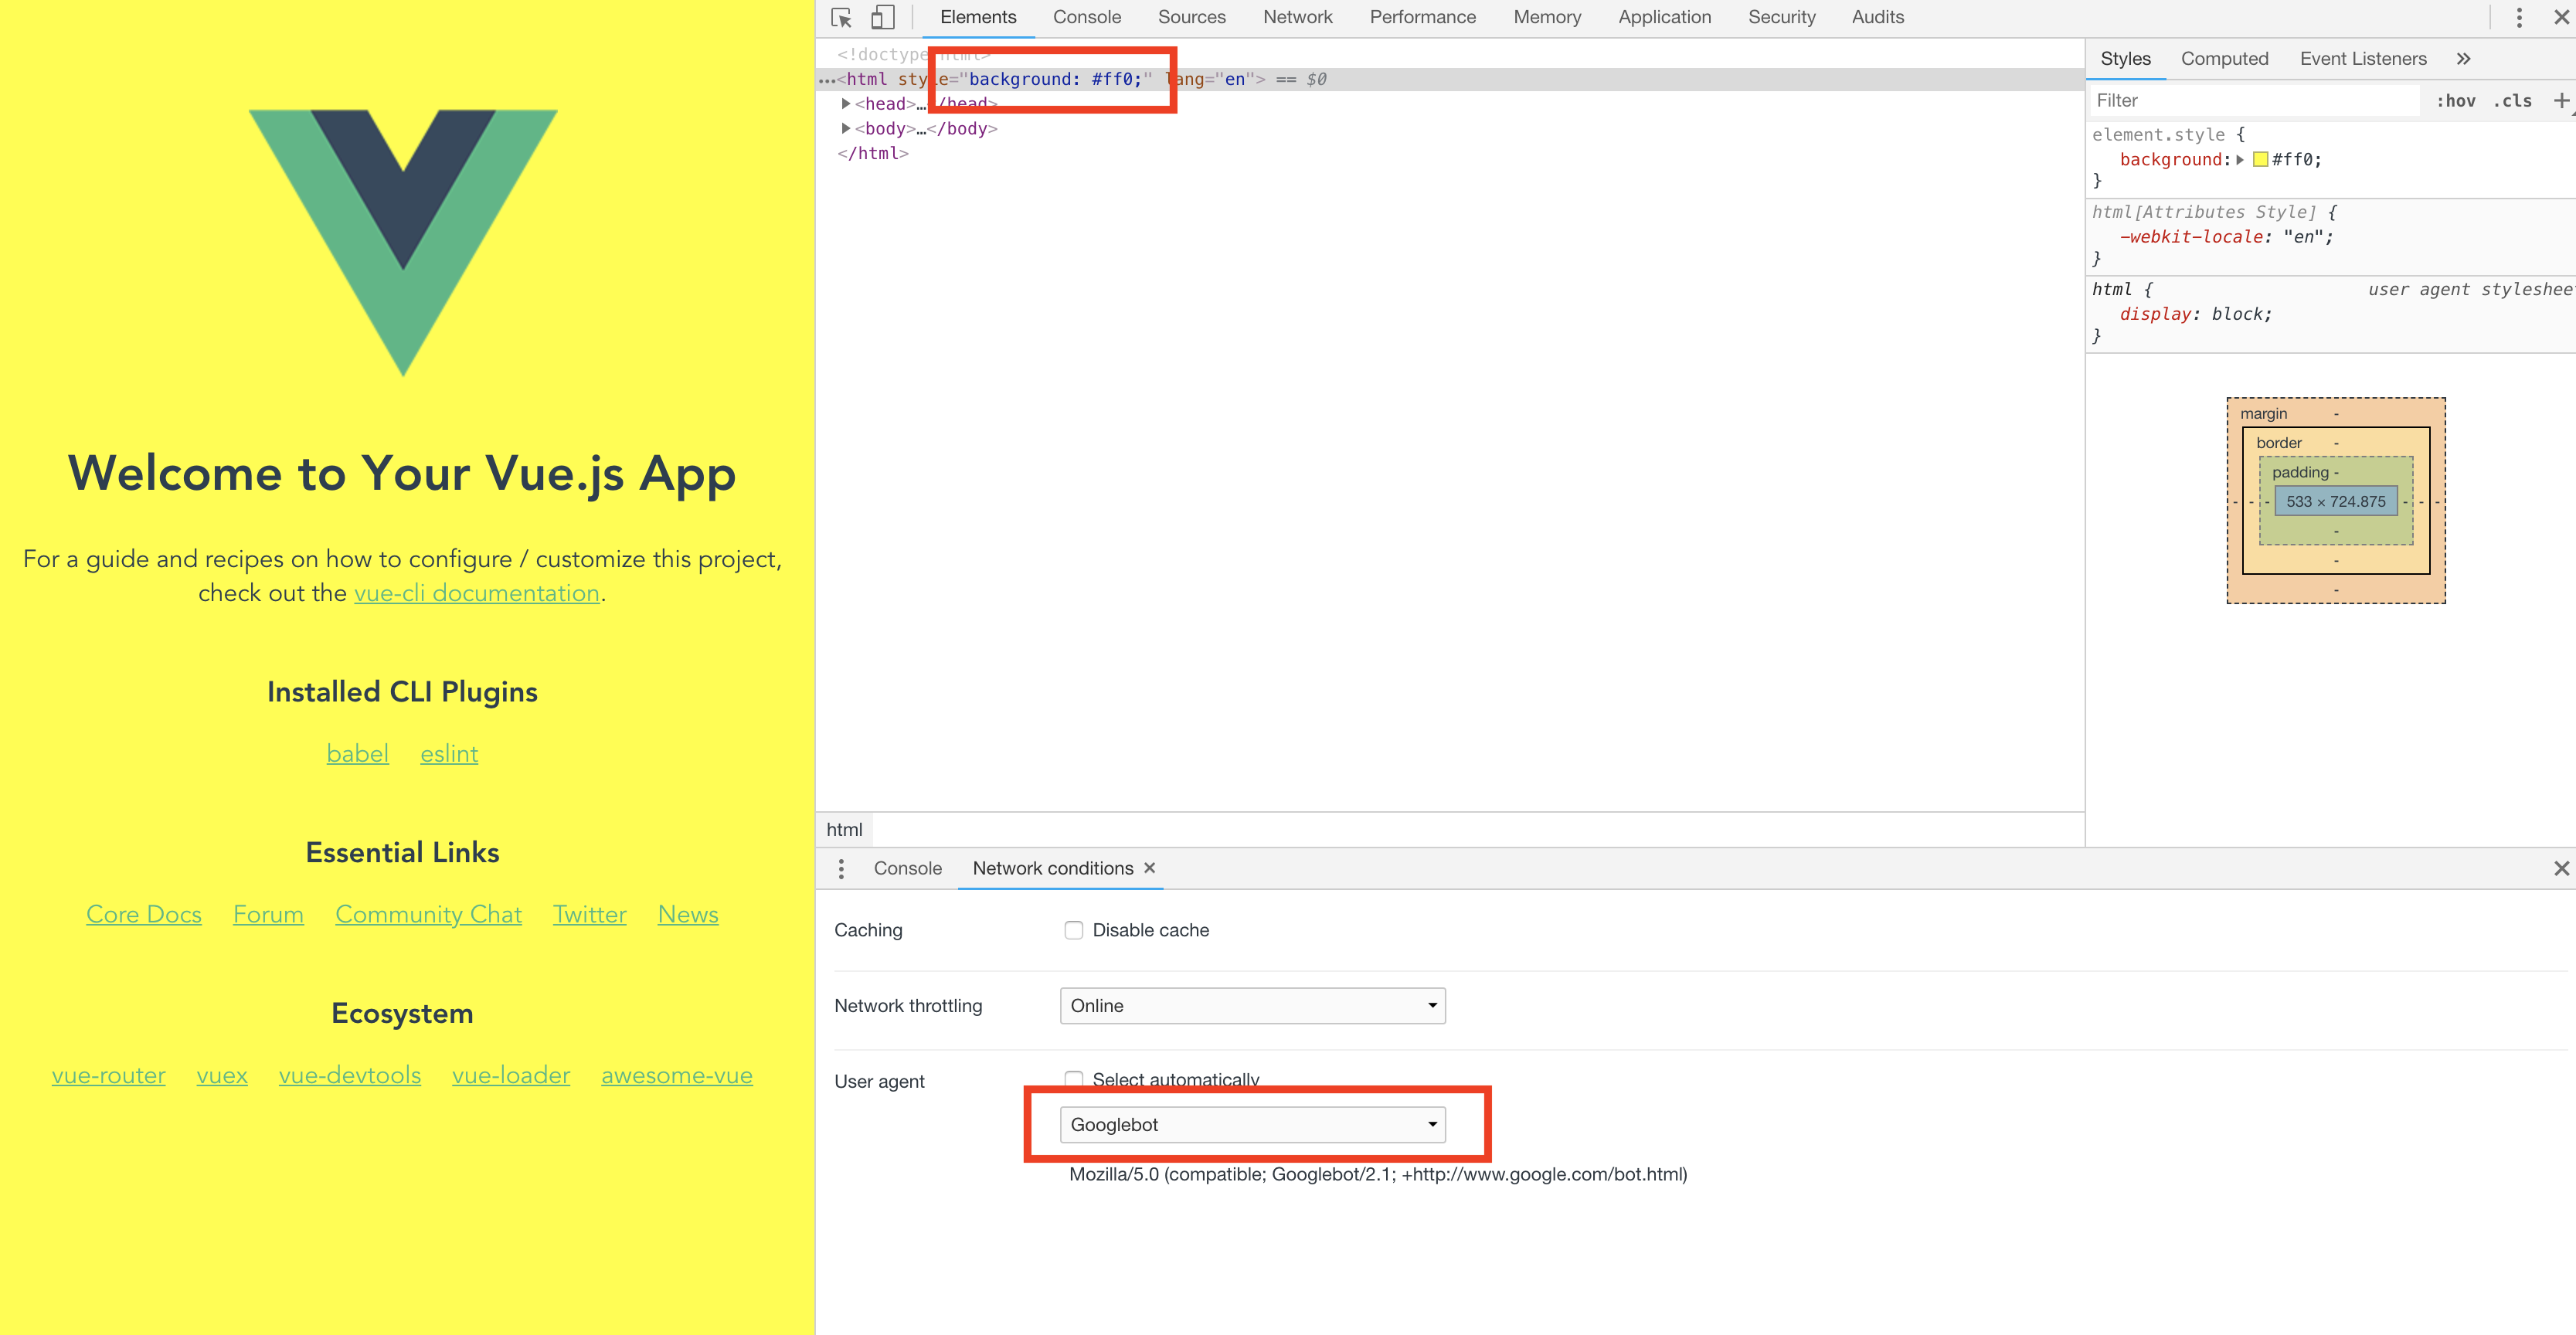 Welcome to Your Vue.js App
For a guide and recipes on how to configure / customize this project,
check out the vue-cli documentation.
Installed CLI Plugins
babel eslint
Essential Links
Core Docs Forum Community Chat Twitter News
Ecosystem
vue-router vuex vue-devtools vue-loader awesome-vue
Elements Console Sources Network Performance Memory Application Security Audits
<!doctype html>
…<html style="background: #ff0;" lang="en"> == $0
<head>…</head>
<body>…</body>
</html>
html
Styles Computed Event Listeners »
Filter :hov .cls +
element.style {
background: #ff0;
}
html[Attributes Style] {
-webkit-locale: "en";
}
html { user agent styleshee
display: block;
}
margin -
border -
padding -
- - - 533 × 724.875 - - -
-
-
-
Console Network conditions ×
Caching Disable cache
Network throttling Online
User agent Select automatically
Googlebot
Mozilla/5.0 (compatible; Googlebot/2.1; +http://www.google.com/bot.html)